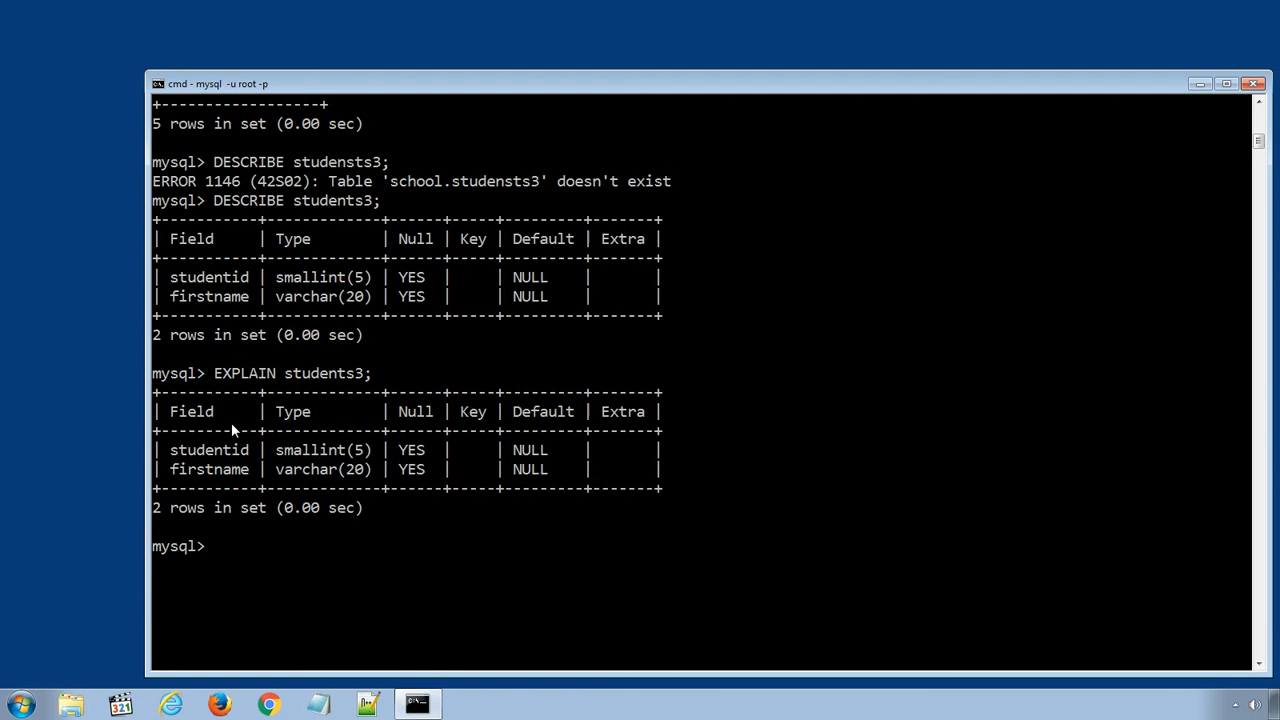 cmd - mysql  -u root -p
+------------------+
5 rows in set (0.00 sec)
mysql> DESCRIBE studensts3;
ERROR 1146 (42S02): Table 'school.studensts3' doesn't exist
mysql> DESCRIBE students3;
+-----------+-------------+------+-----+---------+-------+
| Field     | Type        | Null | Key | Default | Extra |
+-----------+-------------+------+-----+---------+-------+
| studentid | smallint(5) | YES  |     | NULL    |       |
| firstname | varchar(20) | YES  |     | NULL    |       |
+-----------+-------------+------+-----+---------+-------+
2 rows in set (0.00 sec)
mysql> EXPLAIN students3;
+-----------+-------------+------+-----+---------+-------+
| Field     | Type        | Null | Key | Default | Extra |
+-----------+-------------+------+-----+---------+-------+
| studentid | smallint(5) | YES  |     | NULL    |       |
| firstname | varchar(20) | YES  |     | NULL    |       |
+-----------+-------------+------+-----+---------+-------+
2 rows in set (0.00 sec)
mysql>
321